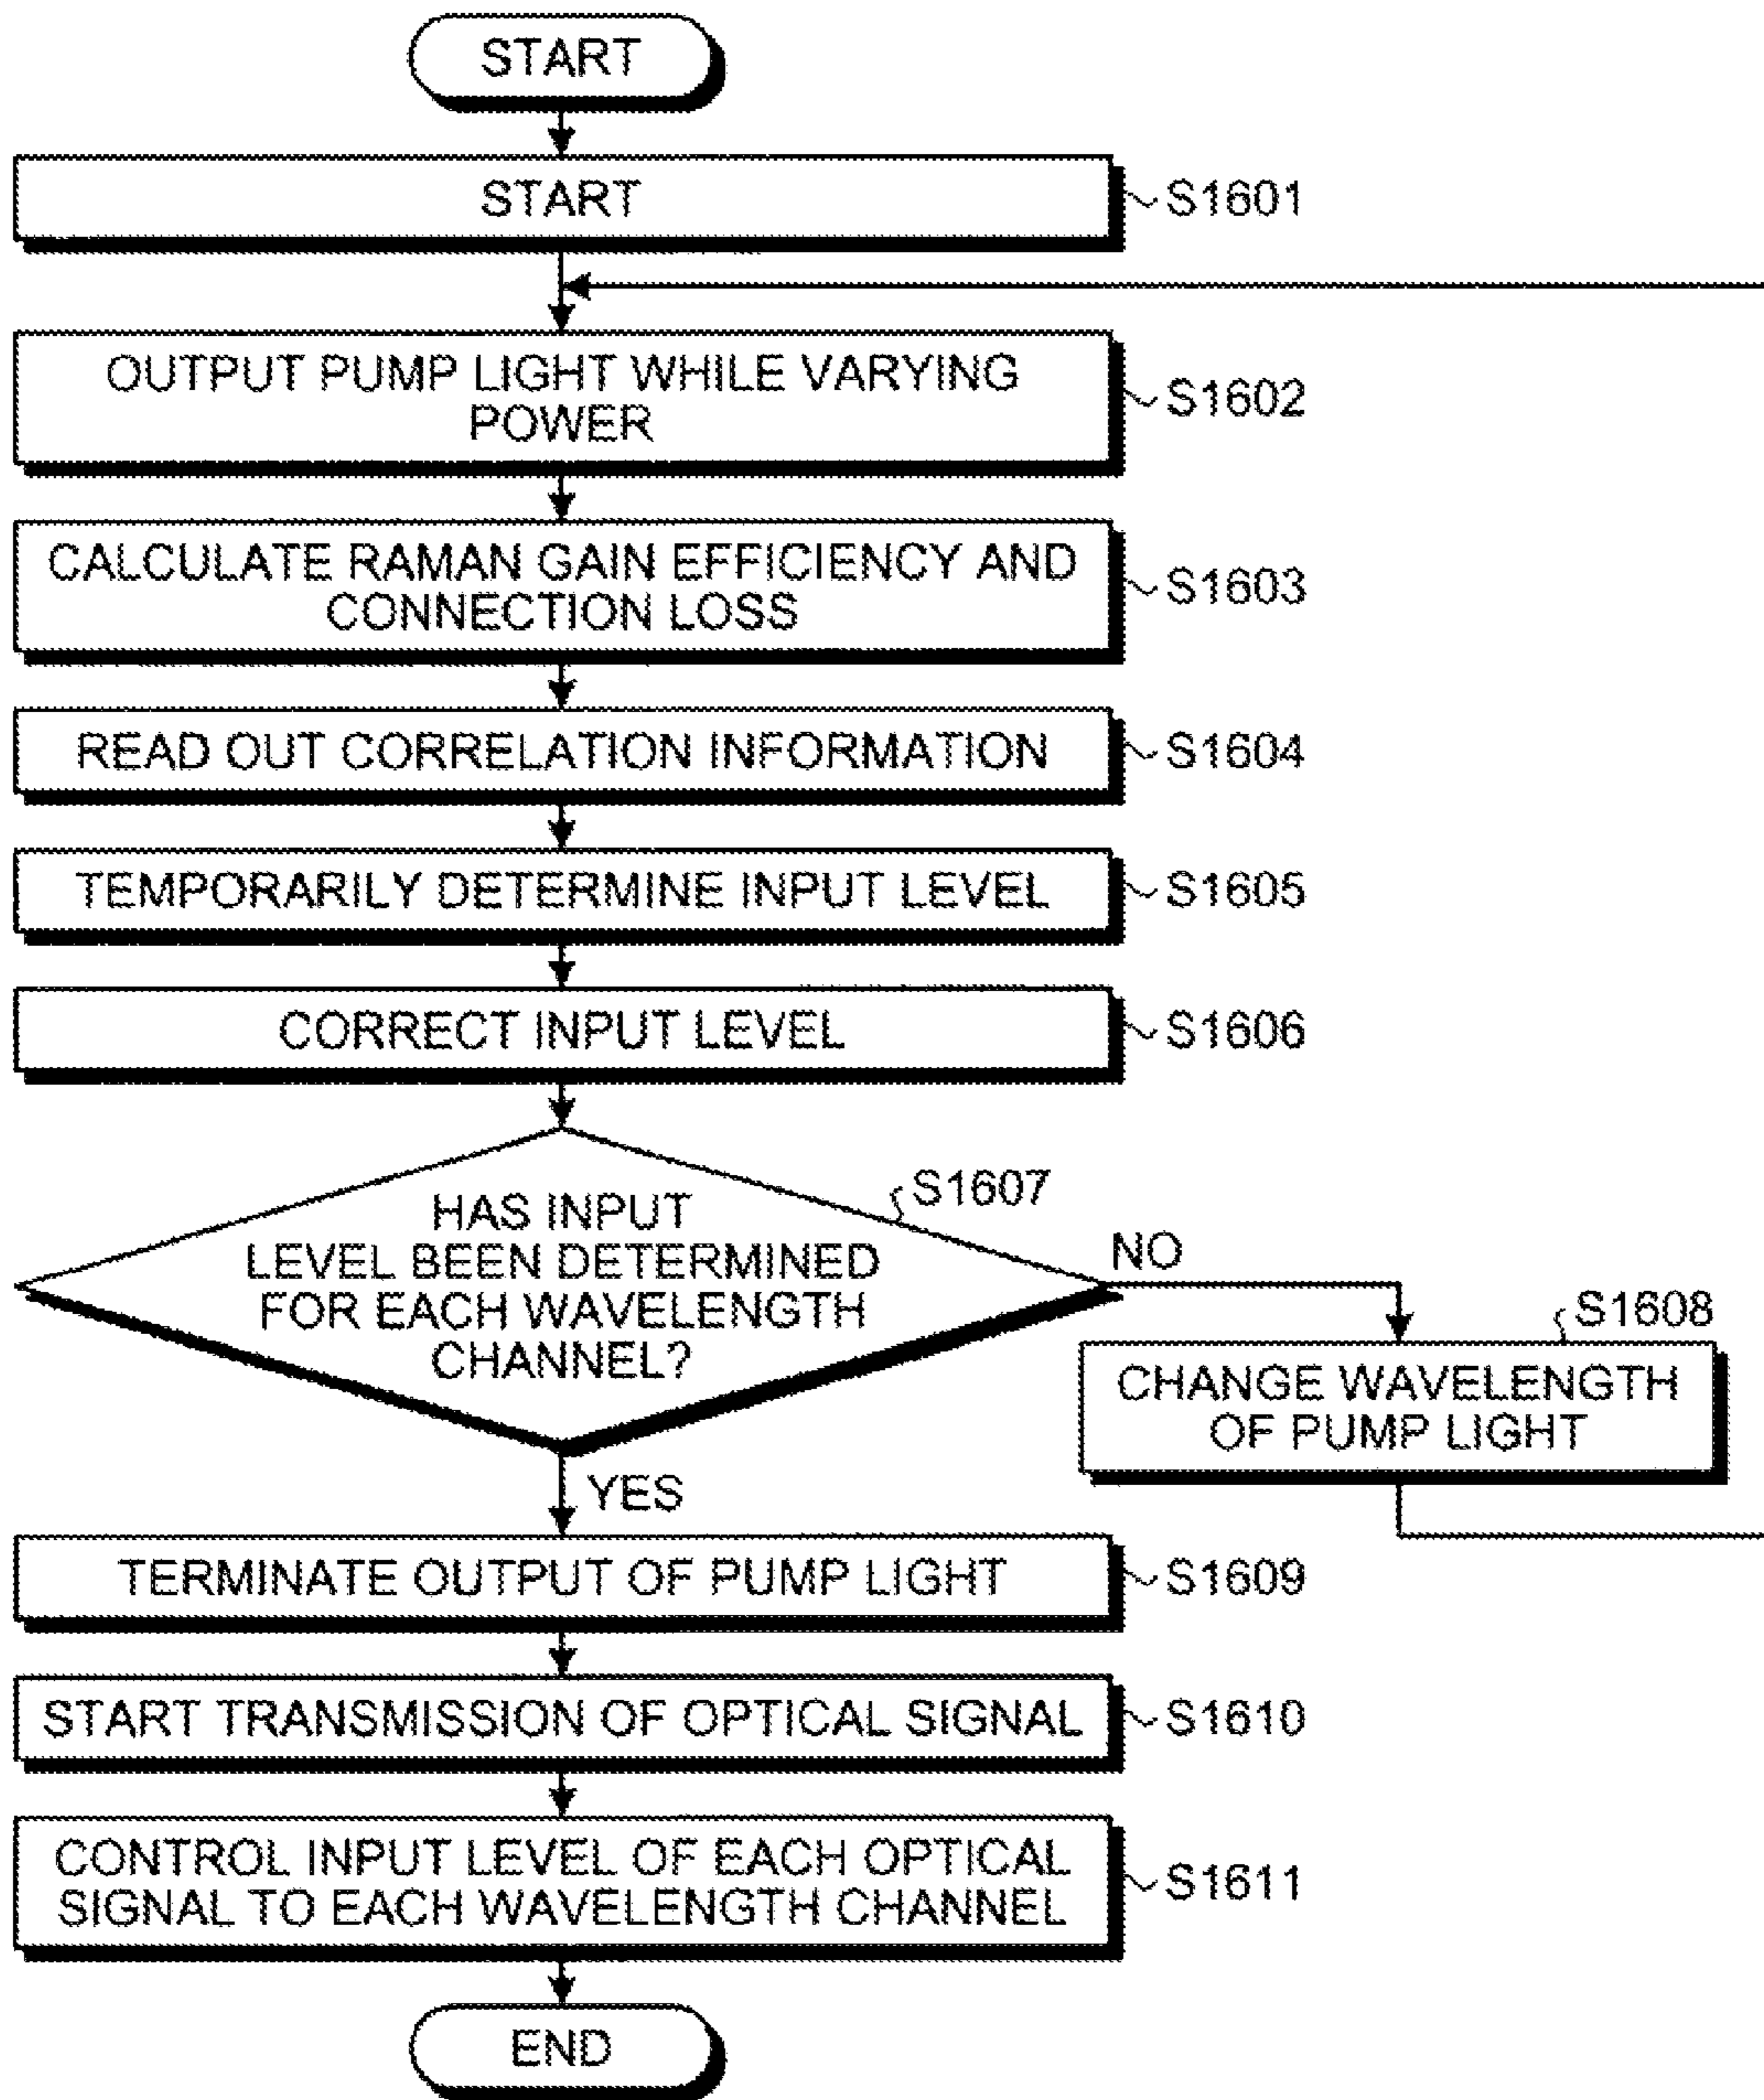 START
START
S1601
OUTPUT PUMP LIGHT WHILE VARYING
POWER
S1602
CALCULATE RAMAN GAIN EFFICIENCY AND
CONNECTION LOSS
S1603
READ OUT CORRELATION INFORMATION
S1604
TEMPORARILY DETERMINE INPUT LEVEL
S1605
CORRECT INPUT LEVEL
S1606
HAS INPUT
LEVEL BEEN DETERMINED
FOR EACH WAVELENGTH
CHANNEL?
S1607
NO
S1608
CHANGE WAVELENGTH
OF PUMP LIGHT
YES
TERMINATE OUTPUT OF PUMP LIGHT
S1609
START TRANSMISSION OF OPTICAL SIGNAL
S1610
CONTROL INPUT LEVEL OF EACH OPTICAL
SIGNAL TO EACH WAVELENGTH CHANNEL
S1611
END